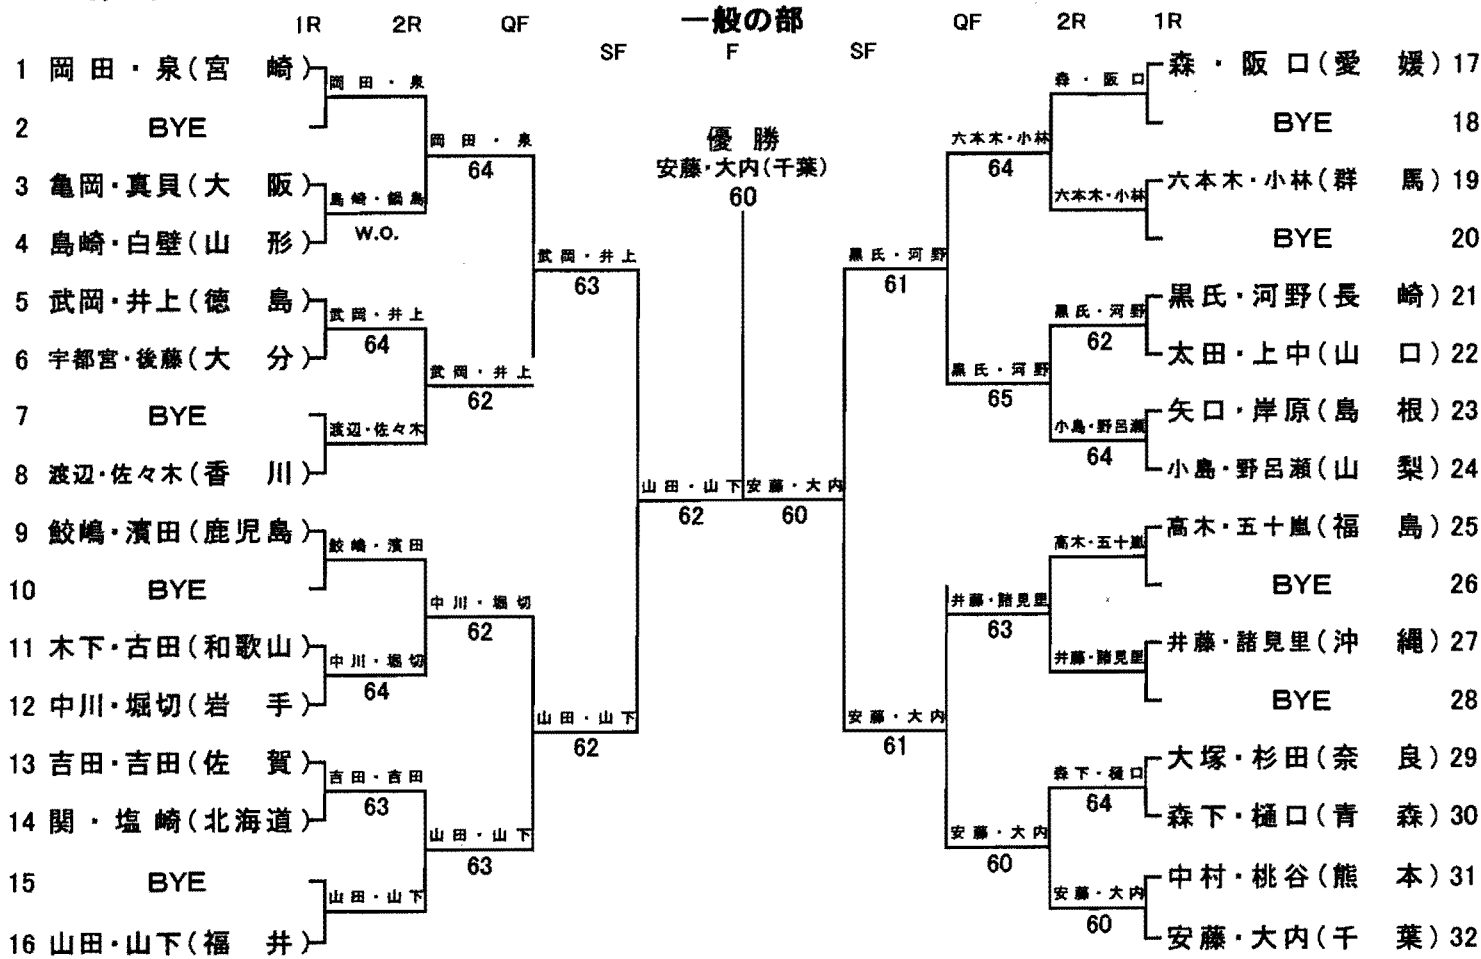 一般の部
1R 2R QF SF F SF QF 2R 1R
1 岡田・泉(宮崎)
2 BYE
3 亀岡・真貝(大阪)
4 島崎・白壁(山形)
5 武岡・井上(徳島)
6 宇都宮・後藤(大分)
7 BYE
8 渡辺・佐々木(香川)
9 鮫嶋・濱田(鹿児島)
10 BYE
11 木下・古田(和歌山)
12 中川・堀切(岩手)
13 吉田・吉田(佐賀)
14 関・塩崎(北海道)
15 BYE
16 山田・山下(福井)
岡田・泉
島崎・鍋島
W.O.
武岡・井上
64
渡辺・佐々木
鮫嶋・濱田
中川・堀切
64
吉田・吉田
63
山田・山下
岡田・泉
64
武岡・井上
62
中川・堀切
62
山田・山下
63
武岡・井上
63
山田・山下
62
山田・山下
62
優勝
安藤・大内(千葉)
60
安藤・大内
60
黒氏・河野
61
安藤・大内
61
六本木・小林
64
黒氏・河野
65
井藤・諸見里
63
安藤・大内
60
森・阪口
六本木・小林
黒氏・河野
62
小島・野呂瀬
64
高木・五十嵐
井藤・諸見里
森下・樋口
64
安藤・大内
60
森・阪口(愛媛) 17
BYE 18
六本木・小林(群馬) 19
BYE 20
黒氏・河野(長崎) 21
太田・上中(山口) 22
矢口・岸原(島根) 23
小島・野呂瀬(山梨) 24
高木・五十嵐(福島) 25
BYE 26
井藤・諸見里(沖縄) 27
BYE 28
大塚・杉田(奈良) 29
森下・樋口(青森) 30
中村・桃谷(熊本) 31
安藤・大内(千葉) 32